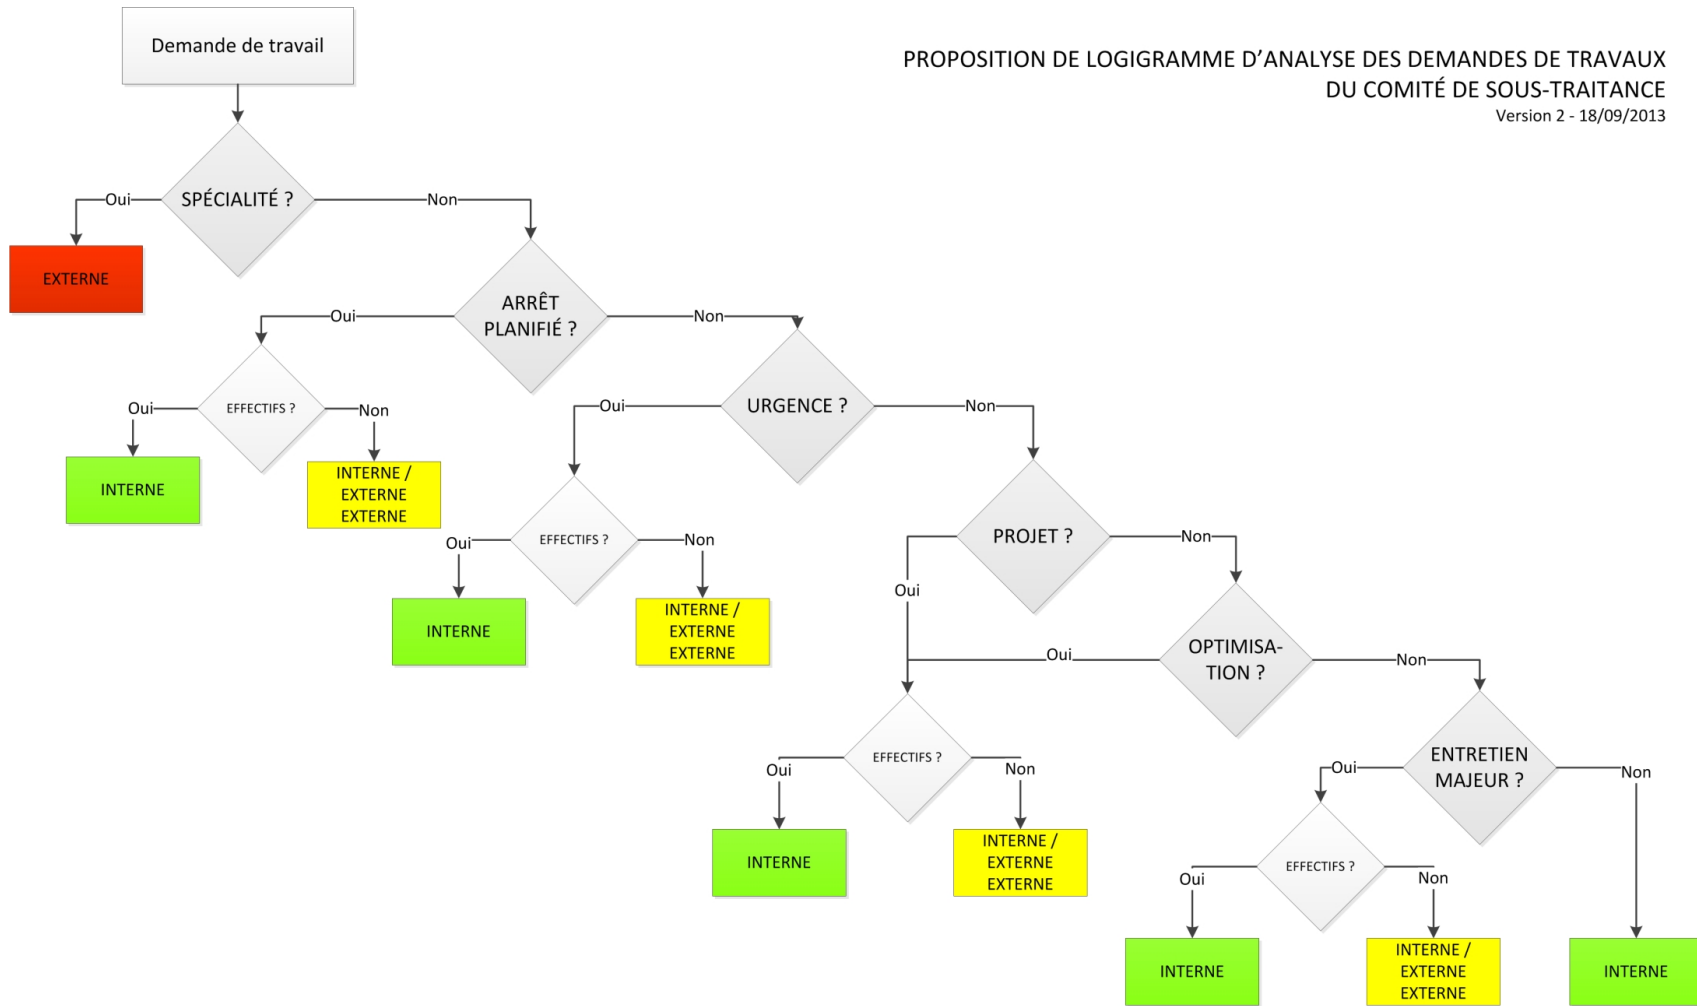 Demande de travail
PROPOSITION DE LOGIGRAMME D’ANALYSE DES DEMANDES DE TRAVAUX
DU COMITÉ DE SOUS-TRAITANCE
Version 2 - 18/09/2013
SPÉCIALITÉ ?
Oui
Non
EXTERNE
ARRÊT
PLANIFIÉ ?
Oui
Non
EFFECTIFS ?
Oui
Non
INTERNE
INTERNE /
EXTERNE
EXTERNE
URGENCE ?
Oui
Non
EFFECTIFS ?
Oui
Non
INTERNE
INTERNE /
EXTERNE
EXTERNE
PROJET ?
Oui
Non
OPTIMISA-
TION ?
Oui
Non
EFFECTIFS ?
Oui
Non
INTERNE
INTERNE /
EXTERNE
EXTERNE
ENTRETIEN
MAJEUR ?
Oui
Non
EFFECTIFS ?
Oui
Non
INTERNE
INTERNE /
EXTERNE
EXTERNE
INTERNE